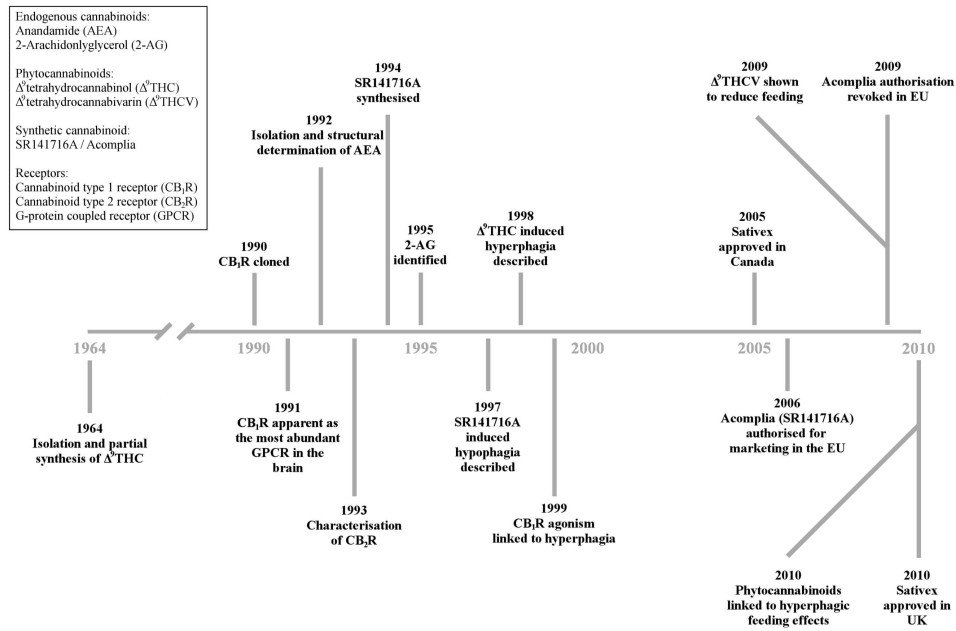 Endogenous cannabinoids:
Anandamide (AEA)
2-Arachidonlyglycerol (2-AG)
Phytocannabinoids:
Δ⁹tetrahydrocannabinol (Δ⁹THC)
Δ⁹tetrahydrocannabivarin (Δ⁹THCV)
Synthetic cannabinoid:
SR141716A / Acomplia
Receptors:
Cannabinoid type 1 receptor (CB₁R)
Cannabinoid type 2 receptor (CB₂R)
G-protein coupled receptor (GPCR)
1990
CB₁R cloned
1992
Isolation and structural
determination of AEA
1994
SR141716A
synthesised
1995
2-AG
identified
1998
Δ⁹THC induced
hyperphagia
described
2005
Sativex
approved in
Canada
2009
Δ⁹THCV shown
to reduce feeding
2009
Acomplia authorisation
revoked in EU
1964
1990
1995
2000
2005
2010
1964
Isolation and partial
synthesis of Δ⁹THC
1991
CB₁R apparent as
the most abundant
GPCR in the
brain
1993
Characterisation
of CB₂R
1997
SR141716A
induced
hypophagia
described
1999
CB₁R agonism
linked to hyperphagia
2006
Acomplia (SR141716A)
authorised for
marketing in the EU
2010
Phytocannabinoids
linked to hyperphagic
feeding effects
2010
Sativex
approved in
UK